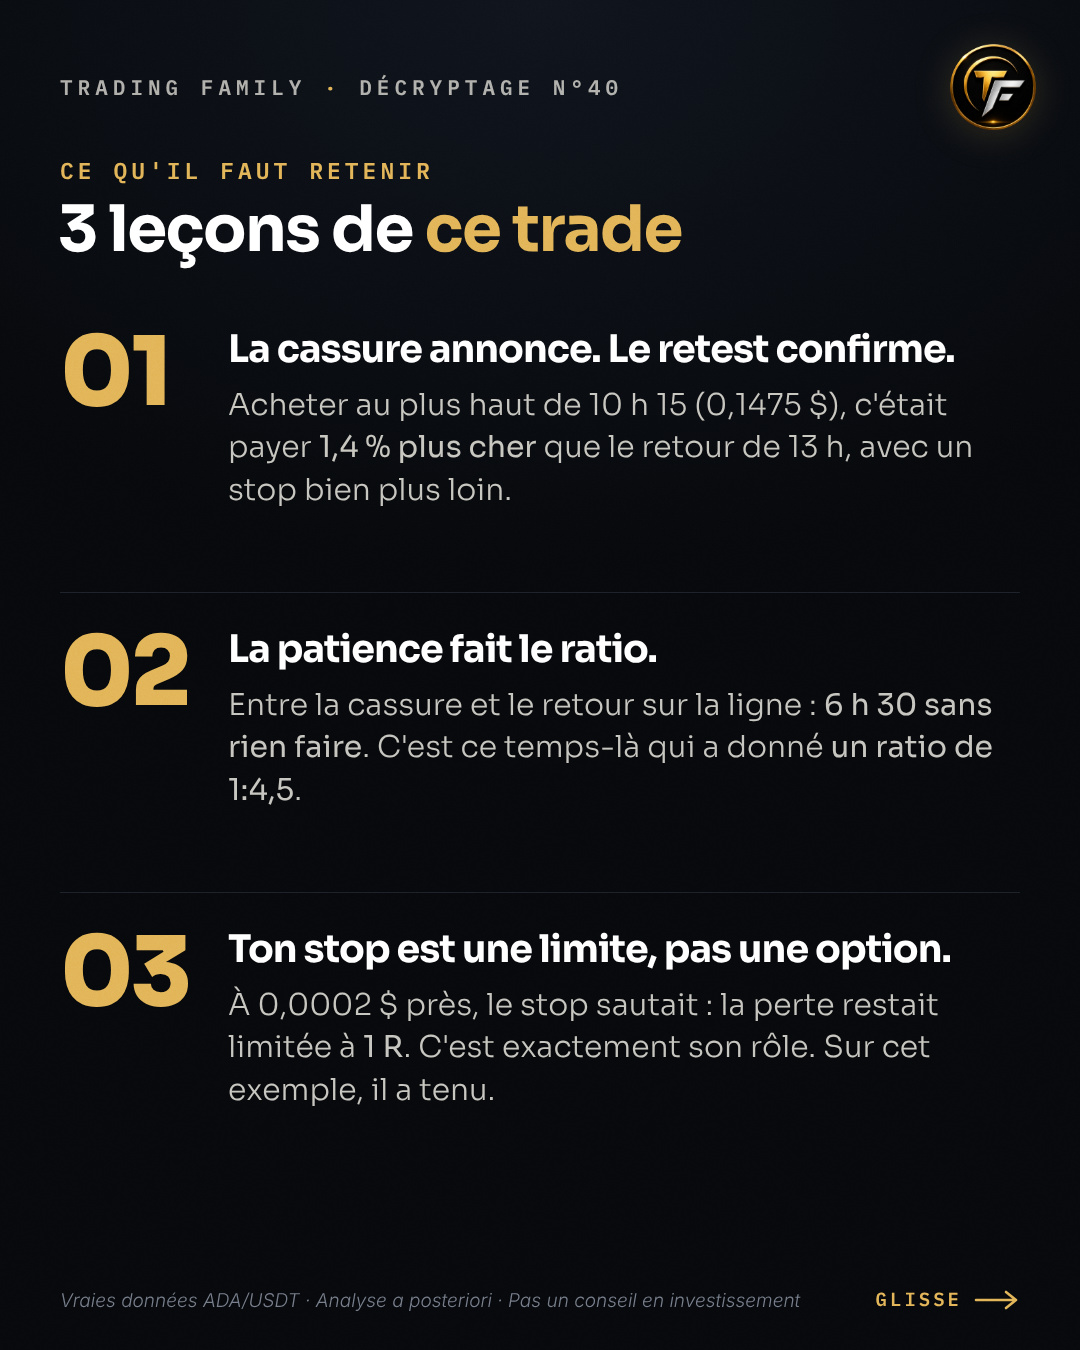 TRADING FAMILY · DÉCRYPTAGE N°40
TF
CE QU'IL FAUT RETENIR
3 leçons de ce trade
01
La cassure annonce. Le retest confirme.
Acheter au plus haut de 10 h 15 (0,1475 $), c'était
payer 1,4 % plus cher que le retour de 13 h, avec un
stop bien plus loin.
02
La patience fait le ratio.
Entre la cassure et le retour sur la ligne : 6 h 30 sans
rien faire. C'est ce temps-là qui a donné un ratio de
1:4,5.
03
Ton stop est une limite, pas une option.
À 0,0002 $ près, le stop sautait : la perte restait
limitée à 1 R. C'est exactement son rôle. Sur cet
exemple, il a tenu.
Vraies données ADA/USDT · Analyse a posteriori · Pas un conseil en investissement
GLISSE →